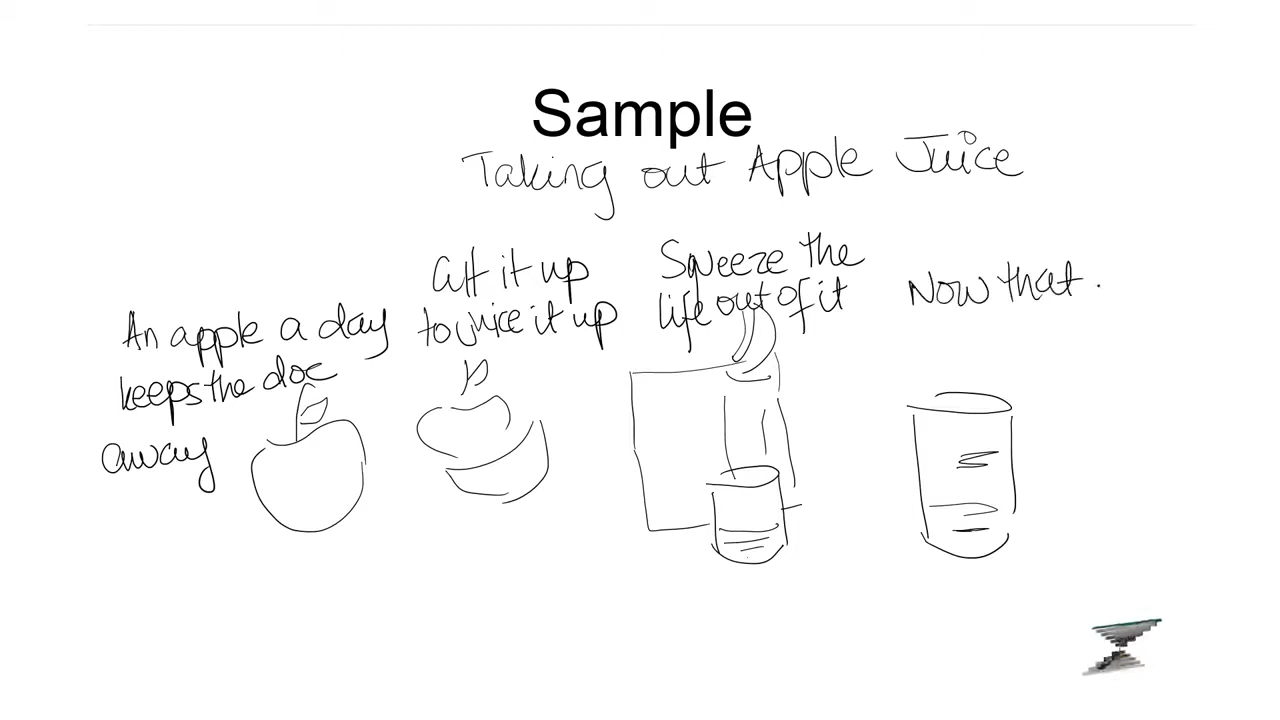 Sample
Taking out Apple Juice
An apple a day
keeps the doc
away
Cut it up
to juice it up
Squeeze the
life out of it
Now that.